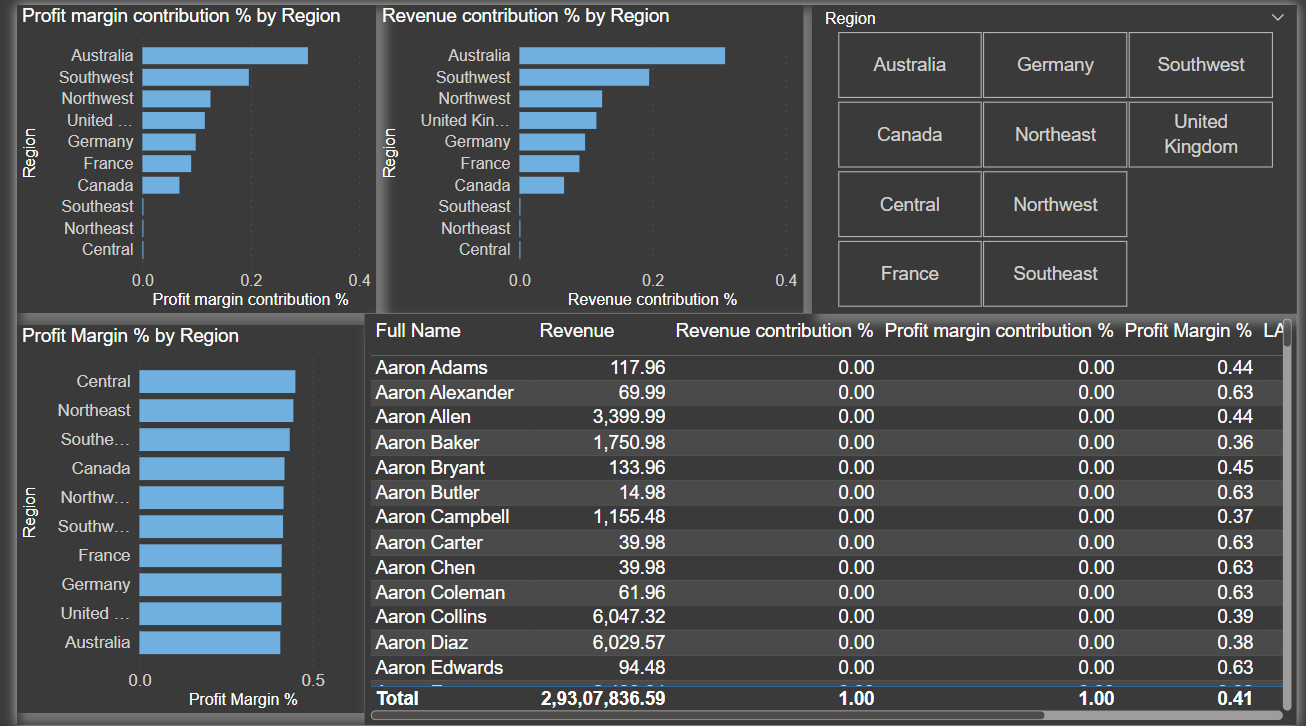 Profit margin contribution % by Region
Region
Australia
Southwest
Northwest
United ...
Germany
France
Canada
Southeast
Northeast
Central
0.0 0.2 0.4
Profit margin contribution %
Revenue contribution % by Region
Region
Australia
Southwest
Northwest
United Kin...
Germany
France
Canada
Southeast
Northeast
Central
0.0 0.2 0.4
Revenue contribution %
Region
Australia Germany Southwest
Canada Northeast United
Kingdom
Central Northwest
France Southeast
Profit Margin % by Region
Region
Central
Northeast
Southe...
Canada
Northw...
Southw...
France
Germany
United ...
Australia
0.0 0.5
Profit Margin %
Full Name Revenue Revenue contribution % Profit margin contribution % Profit Margin % LA
Aaron Adams 117.96 0.00 0.00 0.44
Aaron Alexander 69.99 0.00 0.00 0.63
Aaron Allen 3,399.99 0.00 0.00 0.44
Aaron Baker 1,750.98 0.00 0.00 0.36
Aaron Bryant 133.96 0.00 0.00 0.45
Aaron Butler 14.98 0.00 0.00 0.63
Aaron Campbell 1,155.48 0.00 0.00 0.37
Aaron Carter 39.98 0.00 0.00 0.63
Aaron Chen 39.98 0.00 0.00 0.63
Aaron Coleman 61.96 0.00 0.00 0.63
Aaron Collins 6,047.32 0.00 0.00 0.39
Aaron Diaz 6,029.57 0.00 0.00 0.38
Aaron Edwards 94.48 0.00 0.00 0.63
Total 2,93,07,836.59 1.00 1.00 0.41